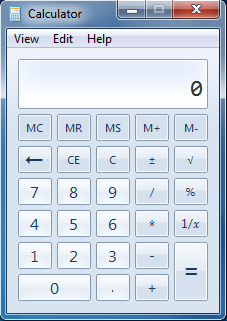 Calculator
View Edit Help
0
MC MR MS M+ M-
← CE C ± √
7 8 9 / %
4 5 6 * 1/x
1 2 3 - =
0 . +